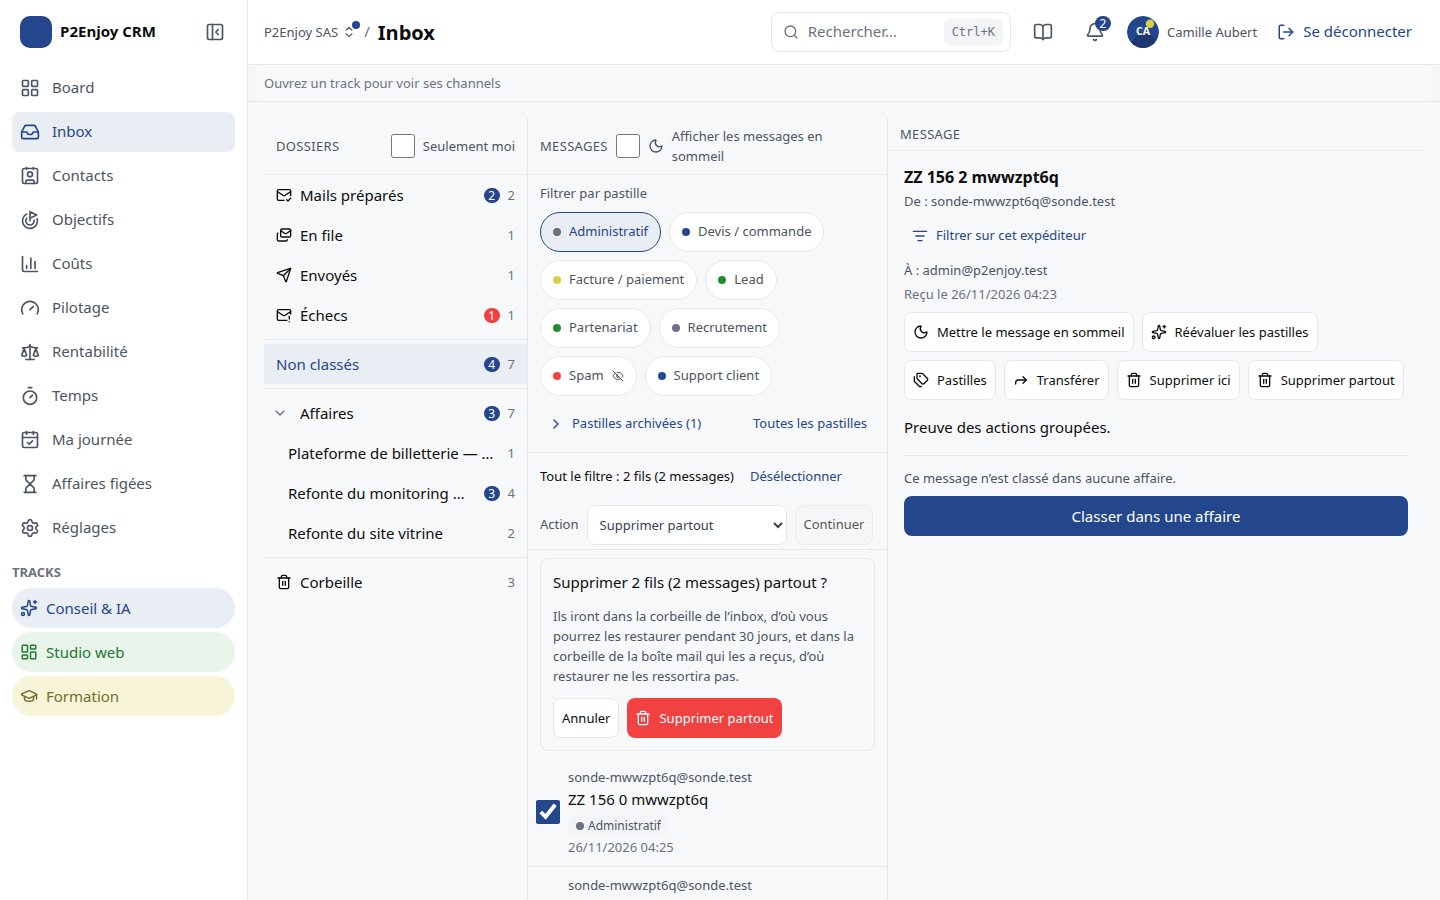 P2Enjoy CRM
Board
Inbox
Contacts
Objectifs
Coûts
Pilotage
Rentabilité
Temps
Ma journée
Affaires figées
Réglages
TRACKS
Conseil & IA
Studio web
Formation
P2Enjoy SAS / Inbox
Rechercher... Ctrl+K
2
CA Camille Aubert
Se déconnecter
Ouvrez un track pour voir ses channels
DOSSIERS Seulement moi
Mails préparés 2 2
En file 1
Envoyés 1
Échecs 1 1
Non classés 4 7
Affaires 3 7
Plateforme de billetterie — ... 1
Refonte du monitoring ... 3 4
Refonte du site vitrine 2
Corbeille 3
MESSAGES Afficher les messages en
sommeil
Filtrer par pastille
Administratif Devis / commande
Facture / paiement Lead
Partenariat Recrutement
Spam Support client
Pastilles archivées (1) Toutes les pastilles
Tout le filtre : 2 fils (2 messages) Désélectionner
Action Supprimer partout Continuer
Supprimer 2 fils (2 messages) partout ?
Ils iront dans la corbeille de l’inbox, d’où vous
pourrez les restaurer pendant 30 jours, et dans la
corbeille de la boîte mail qui les a reçus, d’où
restaurer ne les ressortira pas.
Annuler Supprimer partout
sonde-mwwzpt6q@sonde.test
ZZ 156 0 mwwzpt6q
Administratif
26/11/2026 04:25
sonde-mwwzpt6q@sonde.test
MESSAGE
ZZ 156 2 mwwzpt6q
De : sonde-mwwzpt6q@sonde.test
Filtrer sur cet expéditeur
À : admin@p2enjoy.test
Reçu le 26/11/2026 04:23
Mettre le message en sommeil Réévaluer les pastilles
Pastilles Transférer Supprimer ici Supprimer partout
Preuve des actions groupées.
Ce message n’est classé dans aucune affaire.
Classer dans une affaire